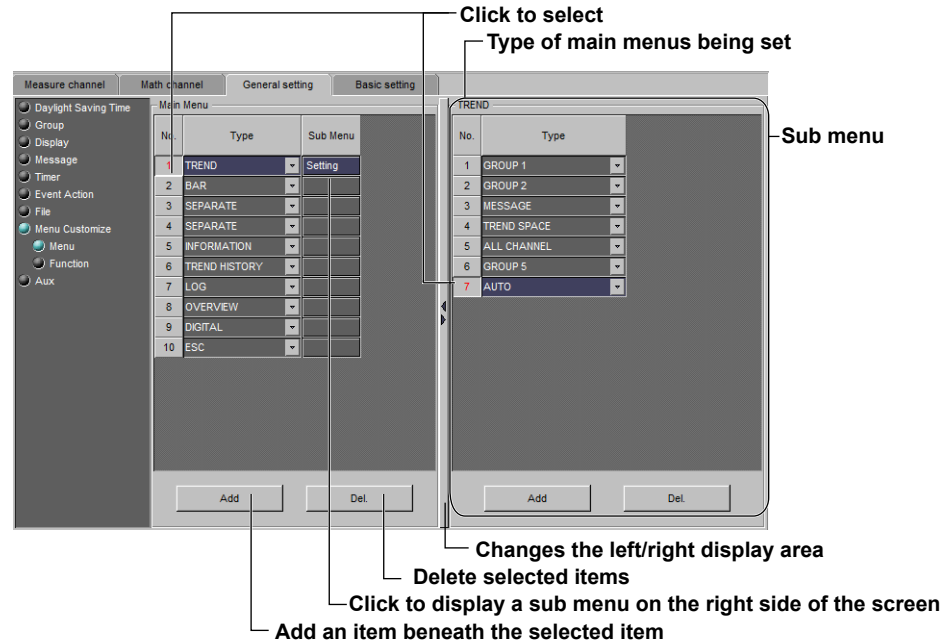 Click to select
Type of main menus being set
Measure channel Math channel General setting Basic setting
Daylight Saving Time
Group
Display
Message
Timer
Event Action
File
Menu Customize
Menu
Function
Aux
Main Menu
No. Type Sub Menu
1 TREND Setting
2 BAR
3 SEPARATE
4 SEPARATE
5 INFORMATION
6 TREND HISTORY
7 LOG
8 OVERVIEW
9 DIGITAL
10 ESC
Add Del.
TREND
No. Type
1 GROUP 1
2 GROUP 2
3 MESSAGE
4 TREND SPACE
5 ALL CHANNEL
6 GROUP 5
7 AUTO
Add Del.
Sub menu
Changes the left/right display area
Delete selected items
Click to display a sub menu on the right side of the screen
Add an item beneath the selected item